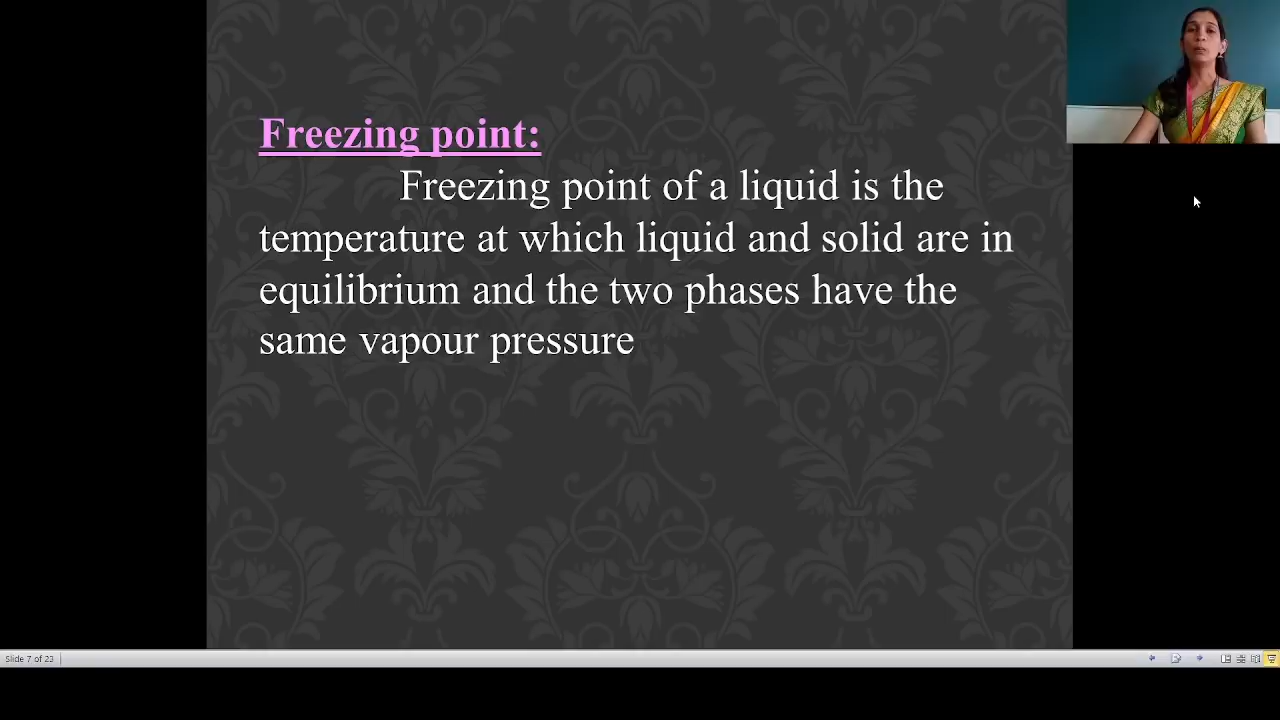 Freezing point:
Freezing point of a liquid is the
temperature at which liquid and solid are in
equilibrium and the two phases have the
same vapour pressure
Slide 7 of 23